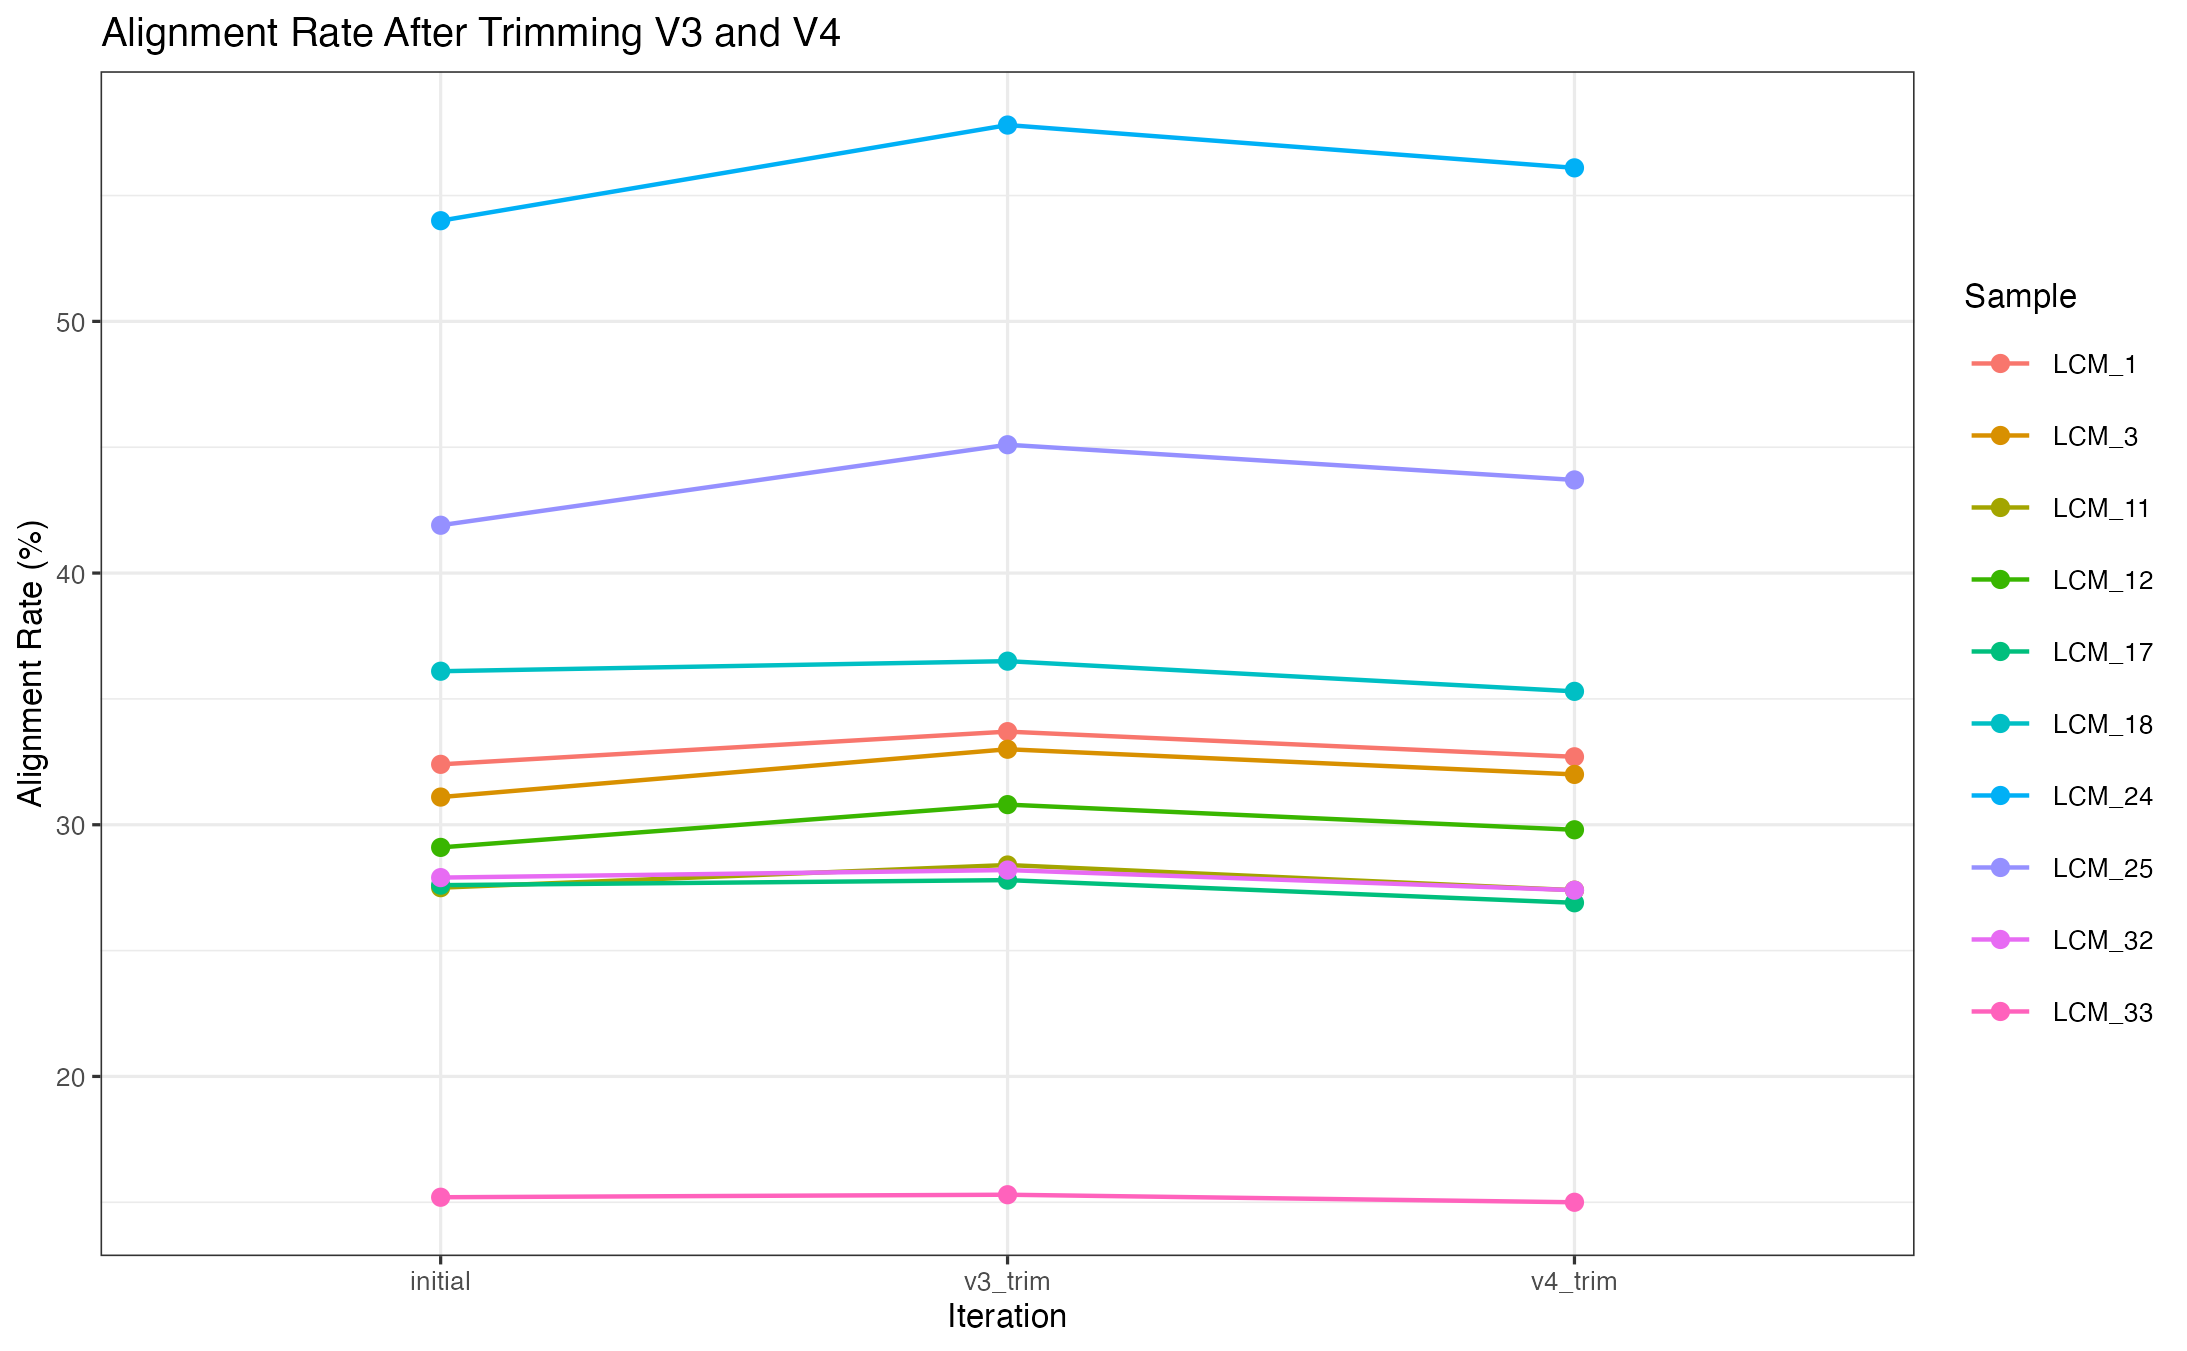 Alignment Rate After Trimming V3 and V4
Alignment Rate (%)
50
40
30
20
initial
v3_trim
v4_trim
Iteration
Sample
LCM_1
LCM_3
LCM_11
LCM_12
LCM_17
LCM_18
LCM_24
LCM_25
LCM_32
LCM_33